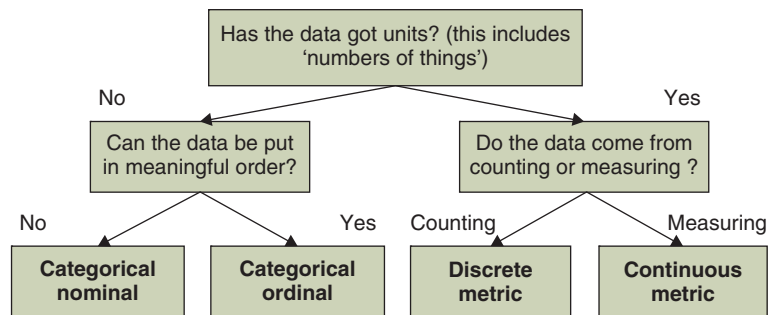 Has the data got units? (this includes
‘numbers of things’)
No
Yes
Can the data be put
in meaningful order?
Do the data come from
counting or measuring ?
No
Yes
Counting
Measuring
Categorical
nominal
Categorical
ordinal
Discrete
metric
Continuous
metric